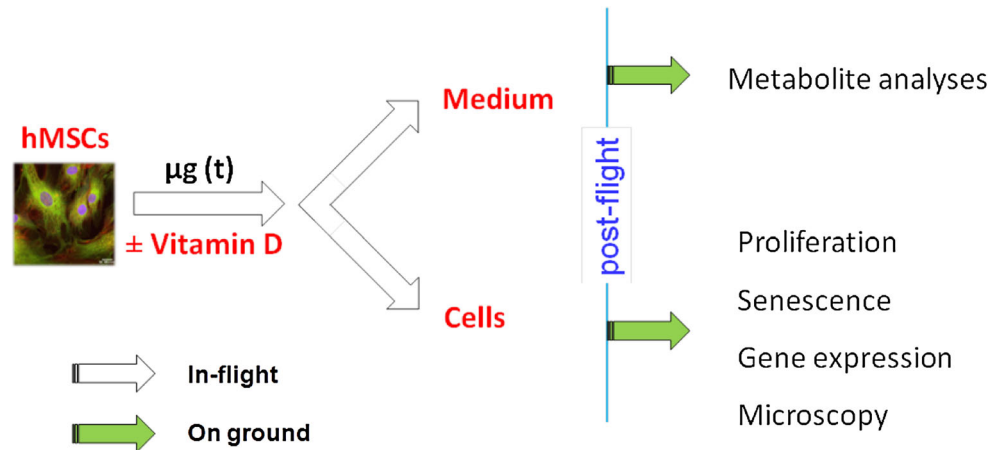 hMSCs
µg (t)
± Vitamin D
Medium
Cells
post-flight
Metabolite analyses
Proliferation
Senescence
Gene expression
Microscopy
In-flight
On ground